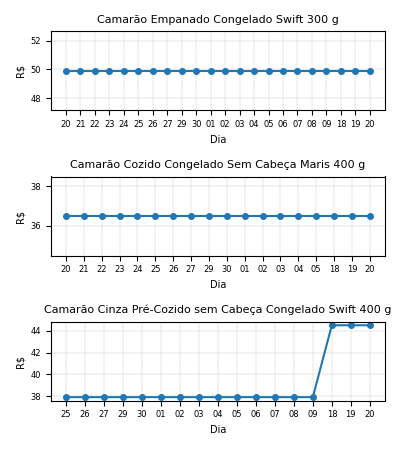 Camarão Empanado Congelado Swift 300 g
52
50
48
R$
20 21 22 23 24 25 26 27 29 30 01 02 03 04 05 06 07 08 09 18 19 20
Dia
Camarão Cozido Congelado Sem Cabeça Maris 400 g
38
36
R$
20 21 22 23 24 25 26 27 29 30 01 02 03 04 05 18 19 20
Dia
Camarão Cinza Pré-Cozido sem Cabeça Congelado Swift 400 g
44
42
40
38
R$
25 26 27 29 30 01 02 03 04 05 06 07 08 09 18 19 20
Dia